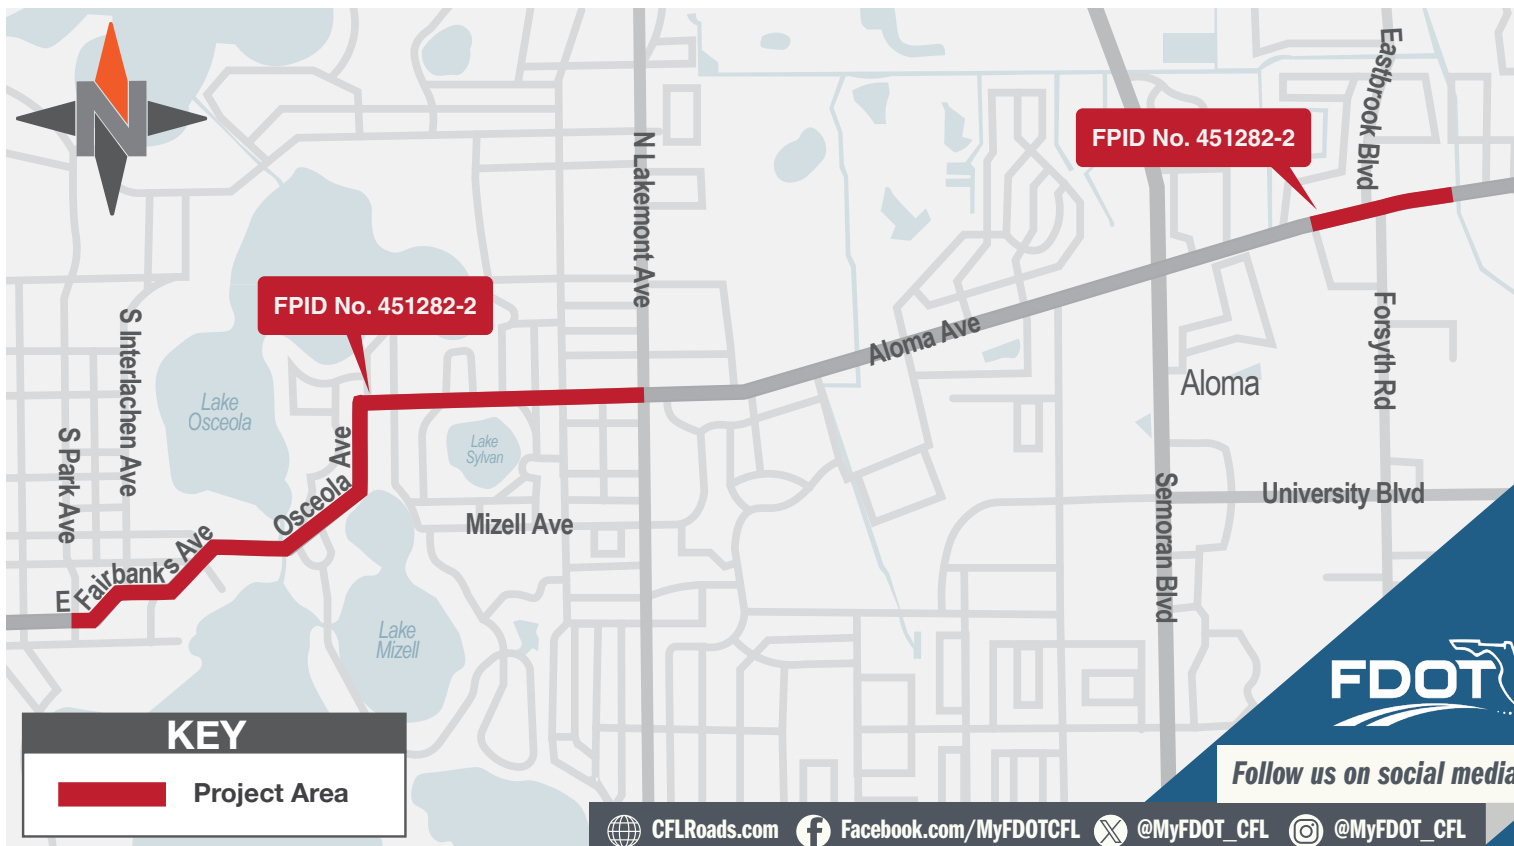 N
Eastbrook Blvd
FPID No. 451282-2
N Lakemont Ave
FPID No. 451282-2
S Interlachen Ave
Forsyth Rd
Aloma Ave
Aloma
Lake
Osceola
S Park Ave
Osceola Ave
Lake
Sylvan
Semoran Blvd
University Blvd
Mizell Ave
E Fairbanks Ave
Lake
Mizell
FDOT
KEY
Project Area
Follow us on social media
CFLRoads.com
Facebook.com/MyFDOTCFL
@MyFDOT_CFL
@MyFDOT_CFL